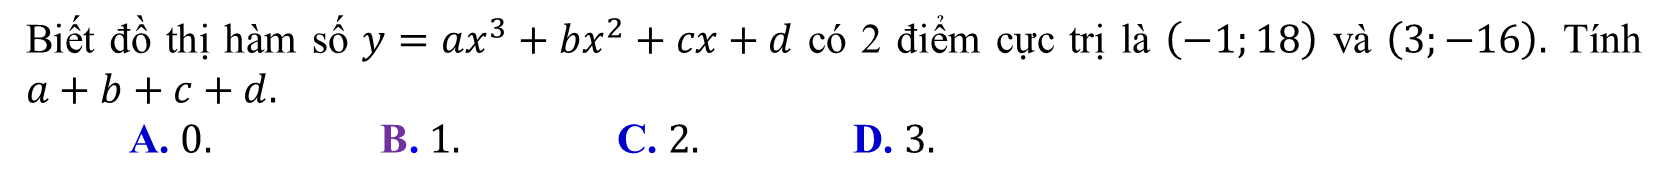 Biết đồ thị hàm số y = ax³ + bx² + cx + d có 2 điểm cực trị là (−1; 18) và (3; −16). Tính
a + b + c + d.
A. 0. B. 1. C. 2. D. 3.